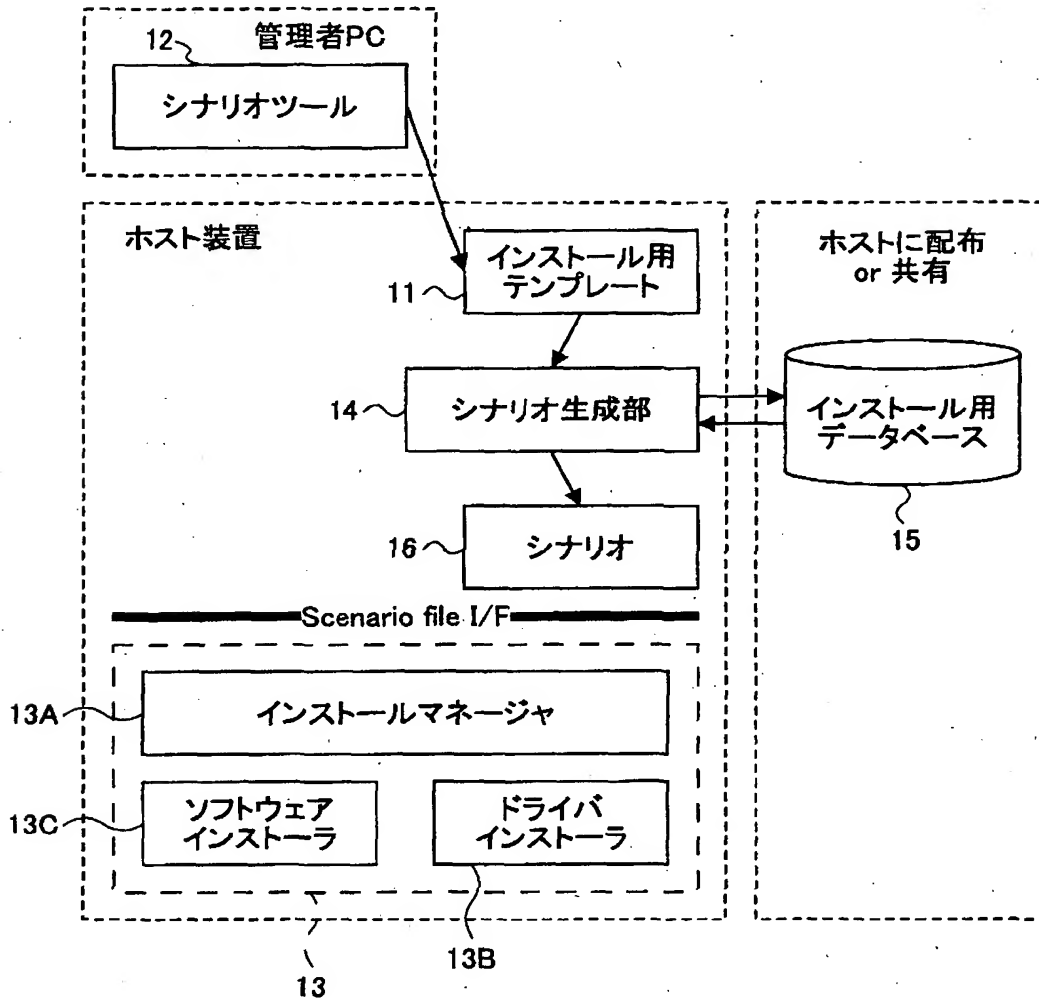 管理者PC
12
シナリオツール
ホスト装置
インストール用
テンプレート
11
ホストに配布
or 共有
14
シナリオ生成部
インストール用
データベース
15
16
シナリオ
Scenario file I/F
13A
インストールマネージャ
13C
ソフトウェア
インストーラ
ドライバ
インストーラ
13B
13